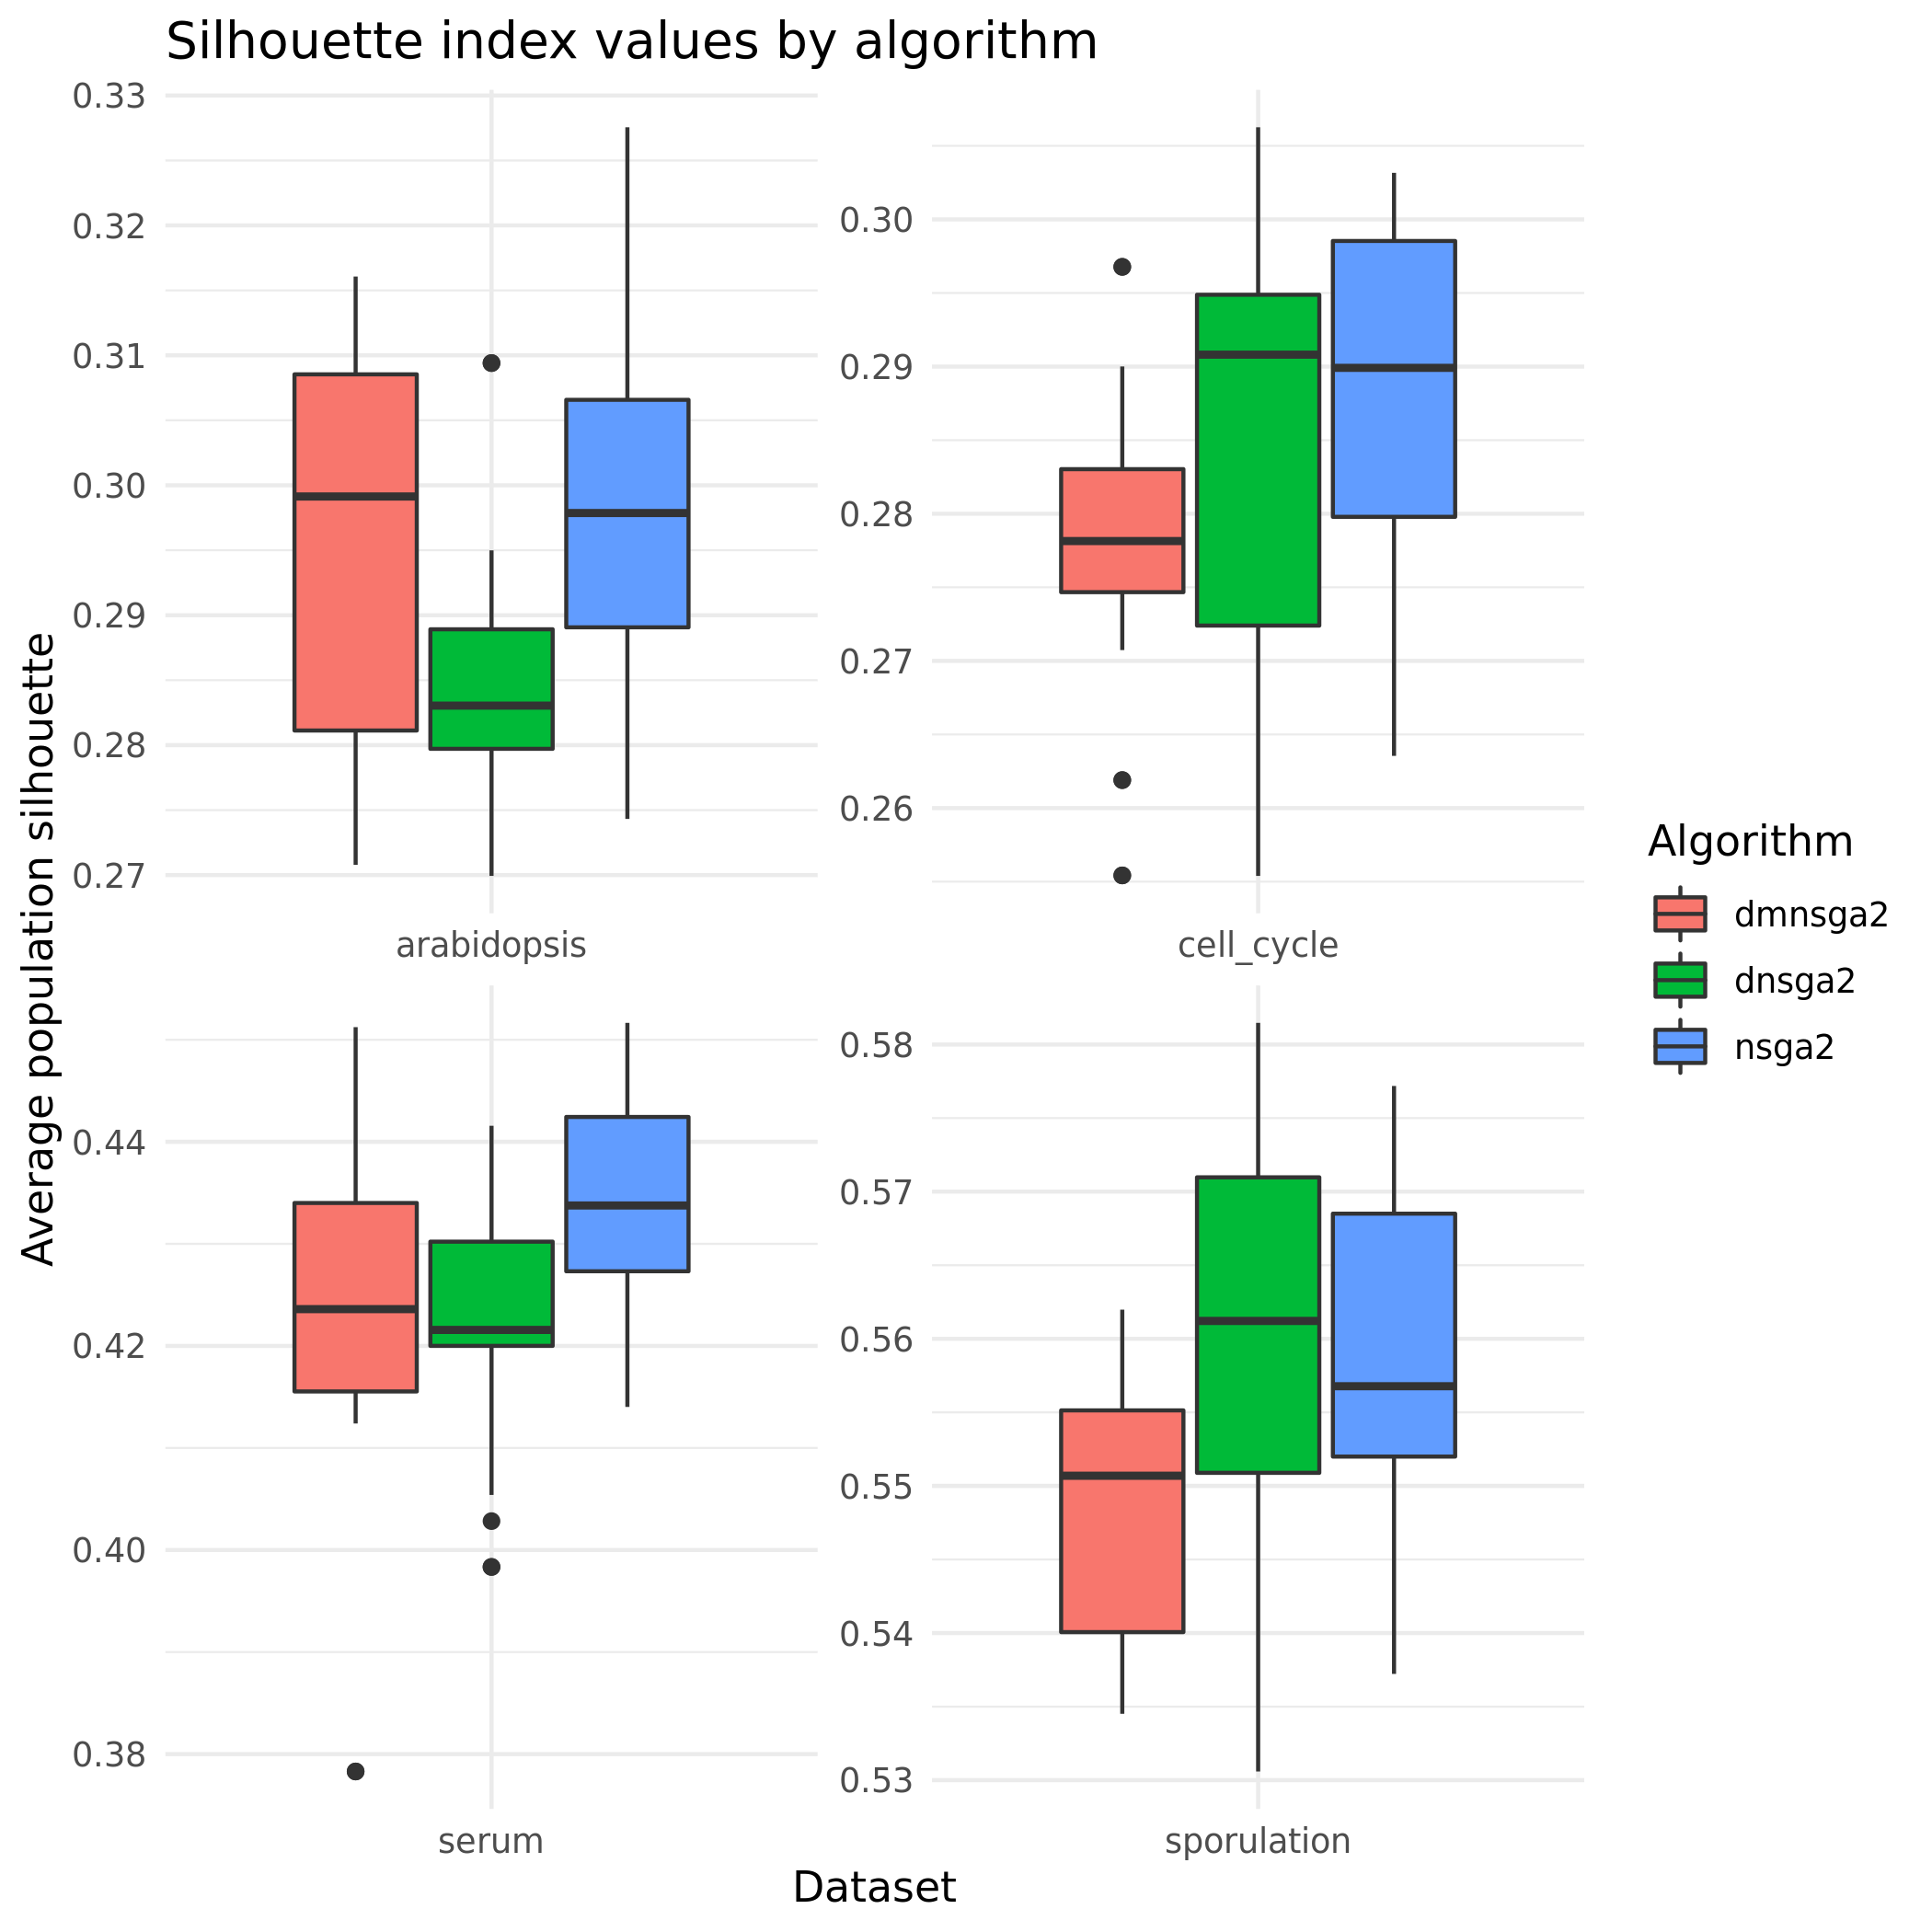 Silhouette index values by algorithm
Average population silhouette
0.33
0.32
0.31
0.30
0.29
0.28
0.27
arabidopsis
0.30
0.29
0.28
0.27
0.26
cell_cycle
0.44
0.42
0.40
0.38
serum
0.58
0.57
0.56
0.55
0.54
0.53
sporulation
Dataset
Algorithm
dmnsga2
dnsga2
nsga2